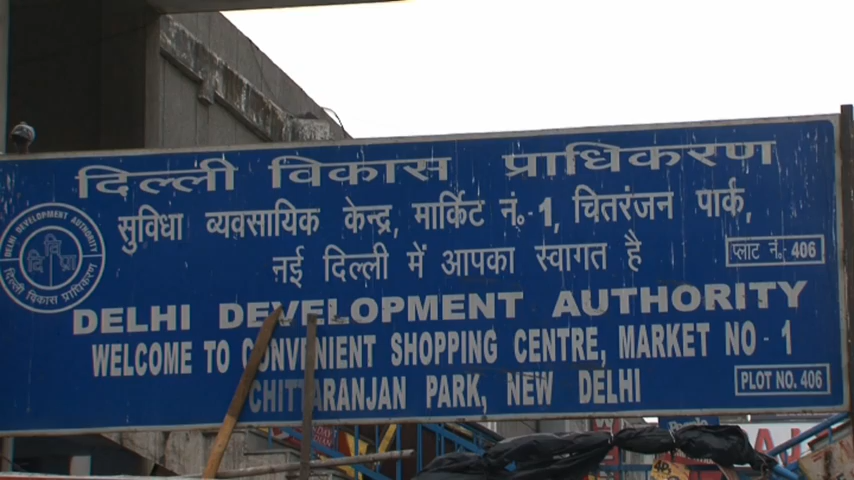 दिल्ली विकास प्राधिकरण
सुविधा व्यवसायिक केन्द्र, मार्किट नं. 1, चितरंजन पार्क,
नई दिल्ली में आपका स्वागत है
प्लाट नं. 406
DELHI DEVELOPMENT AUTHORITY
दिल्ली विकास प्राधिकरण
DELHI DEVELOPMENT AUTHORITY
WELCOME TO CONVENIENT SHOPPING CENTRE, MARKET NO - 1
CHITTARANJAN PARK, NEW DELHI
PLOT NO. 406